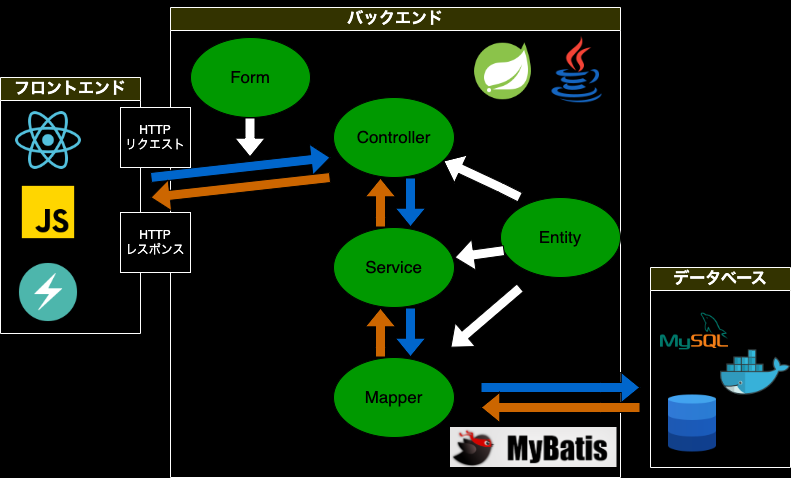 バックエンド
Form
フロントエンド
HTTP
リクエスト
Controller
JS
HTTP
レスポンス
Entity
Service
データベース
MySQL
Mapper
MyBatis